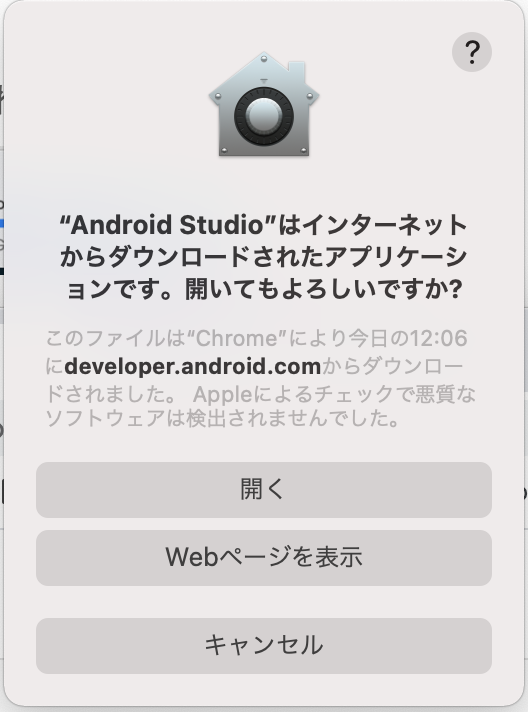 ?
“Android Studio”はインターネット
からダウンロードされたアプリケーシ
ョンです。開いてもよろしいですか?
このファイルは“Chrome”により今日の12:06
にdeveloper.android.comからダウンロー
ドされました。 Appleによるチェックで悪質な
ソフトウェアは検出されませんでした。
開く
Webページを表示
キャンセル